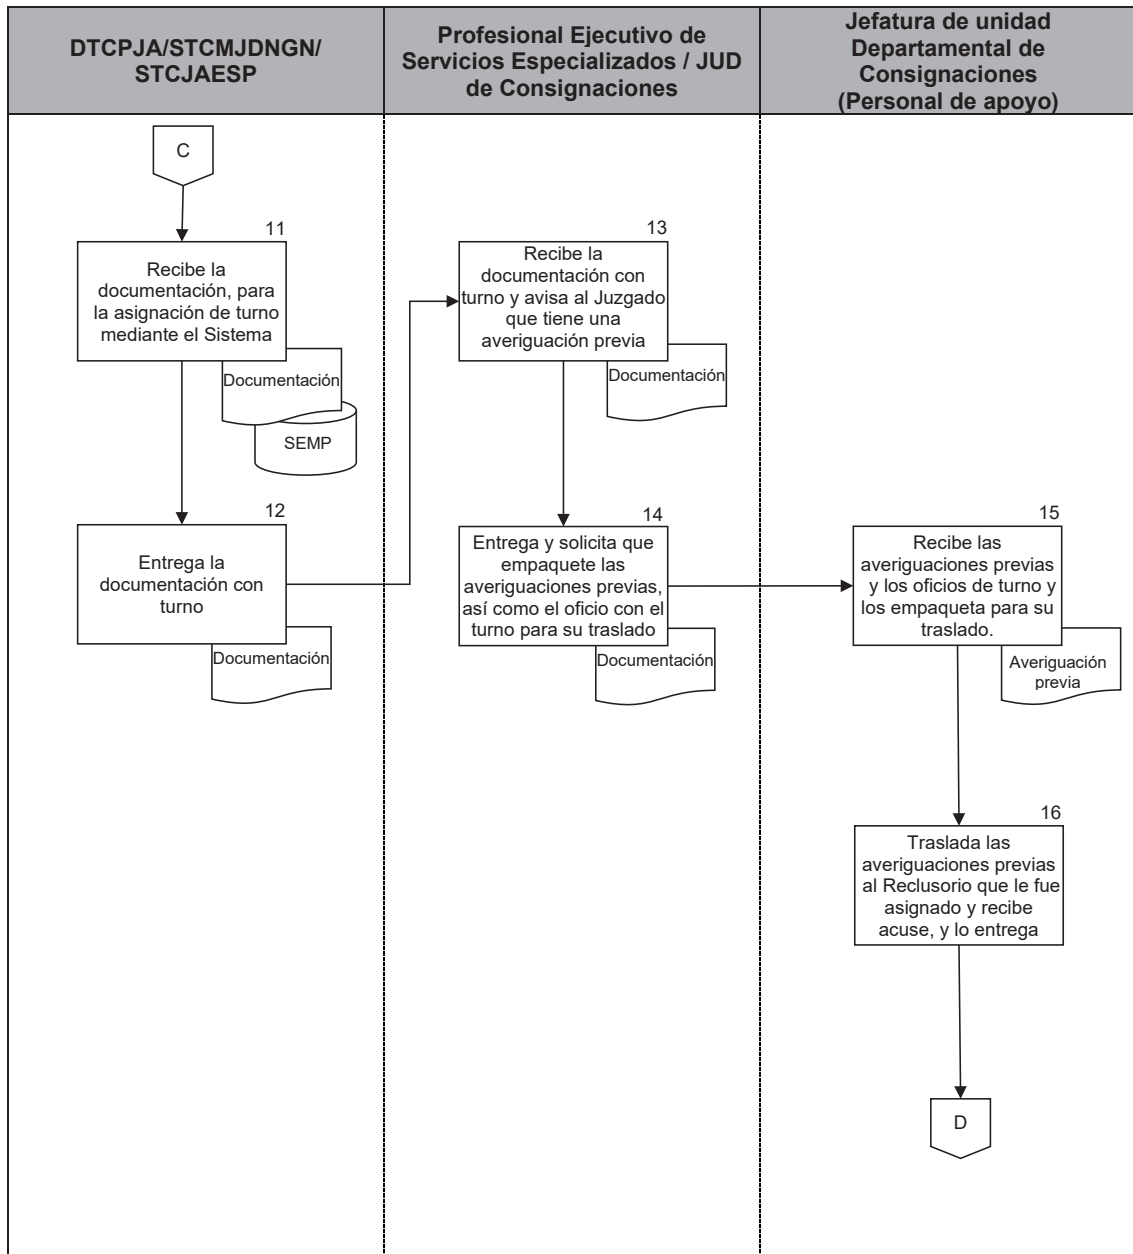 DTCPJA/STCMJDNGN/
STCJAESP
Profesional Ejecutivo de
Servicios Especializados / JUD
de Consignaciones
Jefatura de unidad
Departamental de
Consignaciones
(Personal de apoyo)
C
11
Recibe la
documentación, para
la asignación de turno
mediante el Sistema
Documentación
SEMP
12
Entrega la
documentación con
turno
Documentación
13
Recibe la
documentación con
turno y avisa al Juzgado
que tiene una
averiguación previa
Documentación
14
Entrega y solicita que
empaquete las
averiguaciones previas,
así como el oficio con el
turno para su traslado
Documentación
15
Recibe las
averiguaciones previas
y los oficios de turno y
los empaqueta para su
traslado.
Averiguación
previa
16
Traslada las
averiguaciones previas
al Reclusorio que le fue
asignado y recibe
acuse, y lo entrega
D